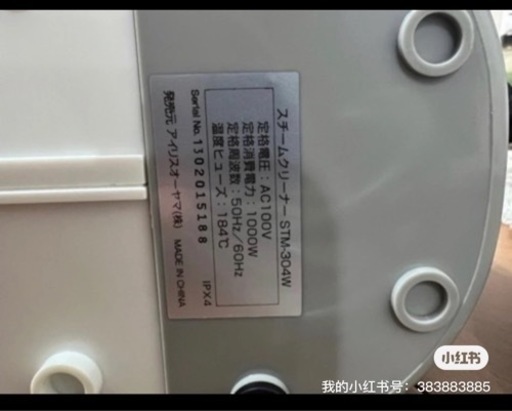 スチームクリーナー STM-304W
定格電圧：AC100V
定格消費電力：1000W
定格周波数：50Hz/60Hz
温度ヒューズ：184℃
IPX4
Serial No.1302015188
発売元 アイリスオーヤマ(株) MADE IN CHINA
小红书
我的小红书号：383883885